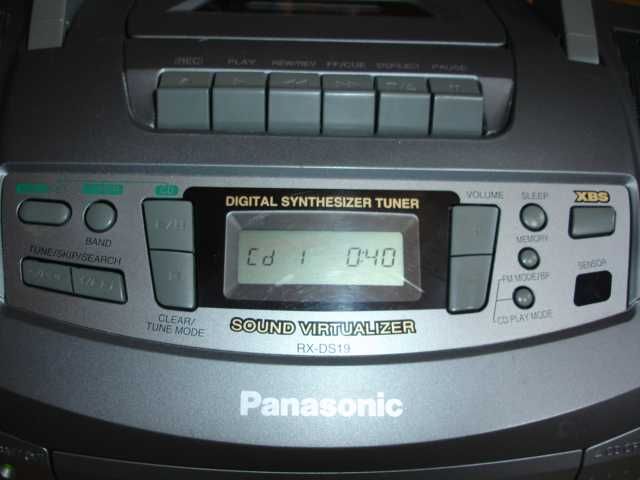 (REC) PLAY REW/REV FF/CUE STOP/EJECT PAUSE
CD
DIGITAL SYNTHESIZER TUNER
VOLUME
SLEEP
XBS
BAND
MEMORY
Cd 1 0:40
TUNE/SKIP/SEARCH
SENSOR
FM MODE/BP
CLEAR/
TUNE MODE
CD PLAY MODE
SOUND VIRTUALIZER
RX-DS19
Panasonic